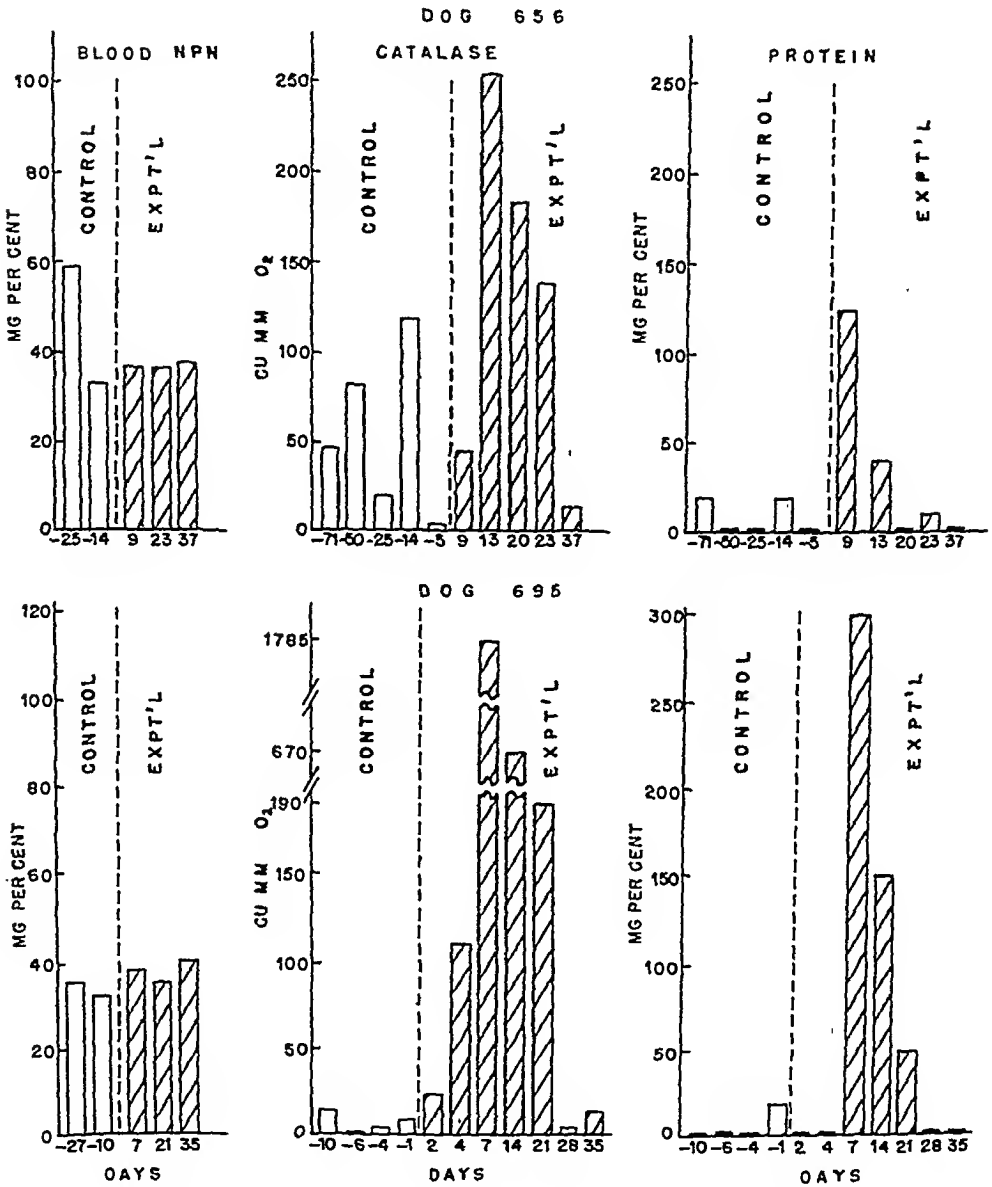 DOG 656
BLOOD NPN
CATALASE
PROTEIN
100
80
60
40
20
0
MG PER CENT
CONTROL
EXPT'L
-25 -14 9 23 37
250
200
150
100
50
0
CU MM O2
CONTROL
EXPT'L
-71 -50 -25 -14 -5 9 13 20 23 37
250
200
150
100
50
0
MG PER CENT
CONTROL
EXPT'L
-71 -50 -25 -14 -5 9 13 20 23 37
DOG 695
120
100
80
60
40
20
0
MG PER CENT
CONTROL
EXPT'L
-27 -10 7 21 35
DAYS
1785
670
190
150
100
50
0
CU MM O2
CONTROL
EXPT'L
-10 -6 -4 -1 2 4 7 14 21 28 35
DAYS
300
250
200
150
100
50
0
MG PER CENT
CONTROL
EXPT'L
-10 -6 -4 -1 2 4 7 14 21 28 35
DAYS